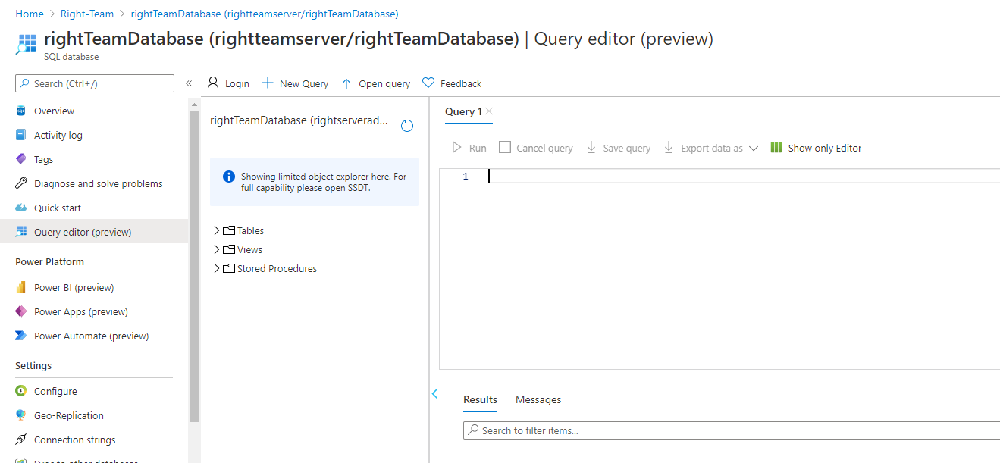 Home > Right-Team > rightTeamDatabase (rightteamserver/rightTeamDatabase)
rightTeamDatabase (rightteamserver/rightTeamDatabase) | Query editor (preview)
SQL database
Search (Ctrl+/)
«
Login
New Query
Open query
Feedback
Overview
Activity log
Tags
Diagnose and solve problems
Quick start
Query editor (preview)
Power Platform
Power BI (preview)
Power Apps (preview)
Power Automate (preview)
Settings
Configure
Geo-Replication
Connection strings
Sync to other databases
rightTeamDatabase (rightserverad...
Showing limited object explorer here. For
full capability please open SSDT.
Tables
Views
Stored Procedures
Query 1
Run
Cancel query
Save query
Export data as
Show only Editor
1
Results
Messages
Search to filter items...